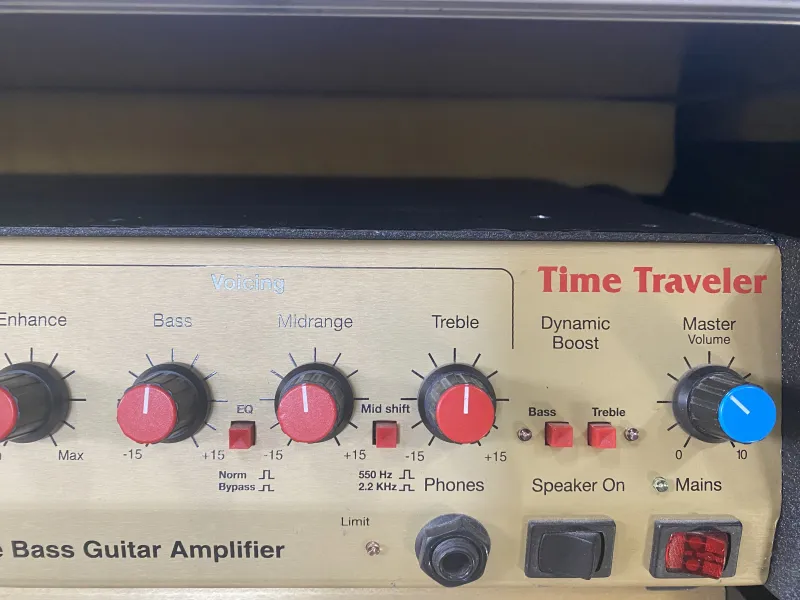 Voicing
Time Traveler
Enhance
Bass
Midrange
Treble
Dynamic
Boost
Master
Volume
EQ
Mid shift
Bass
Treble
Max
-15
+15
-15
+15
-15
+15
0
10
Norm
Bypass
550 Hz
2.2 KHz
Phones
Speaker On
Mains
Limit
Bass Guitar Amplifier